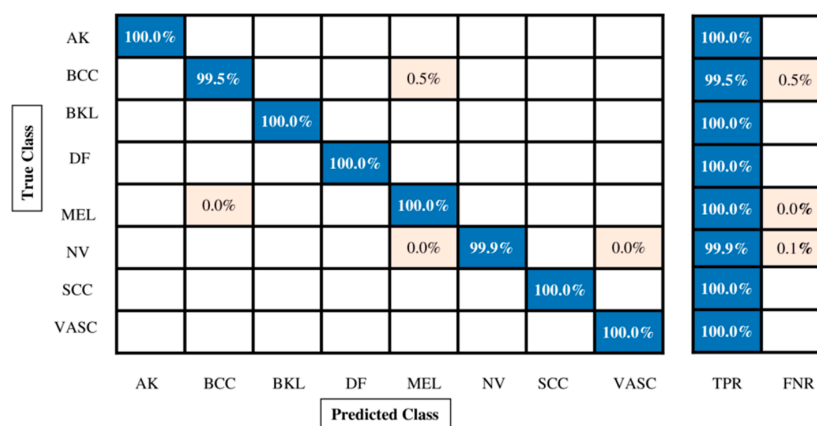 AK 100.0% 100.0%
BCC 99.5% 0.5% 99.5% 0.5%
BKL 100.0% 100.0%
DF 100.0% 100.0%
MEL 0.0% 100.0% 100.0% 0.0%
NV 0.0% 99.9% 0.0% 99.9% 0.1%
SCC 100.0% 100.0%
VASC 100.0% 100.0%
True Class
AK BCC BKL DF MEL NV SCC VASC TPR FNR
Predicted Class